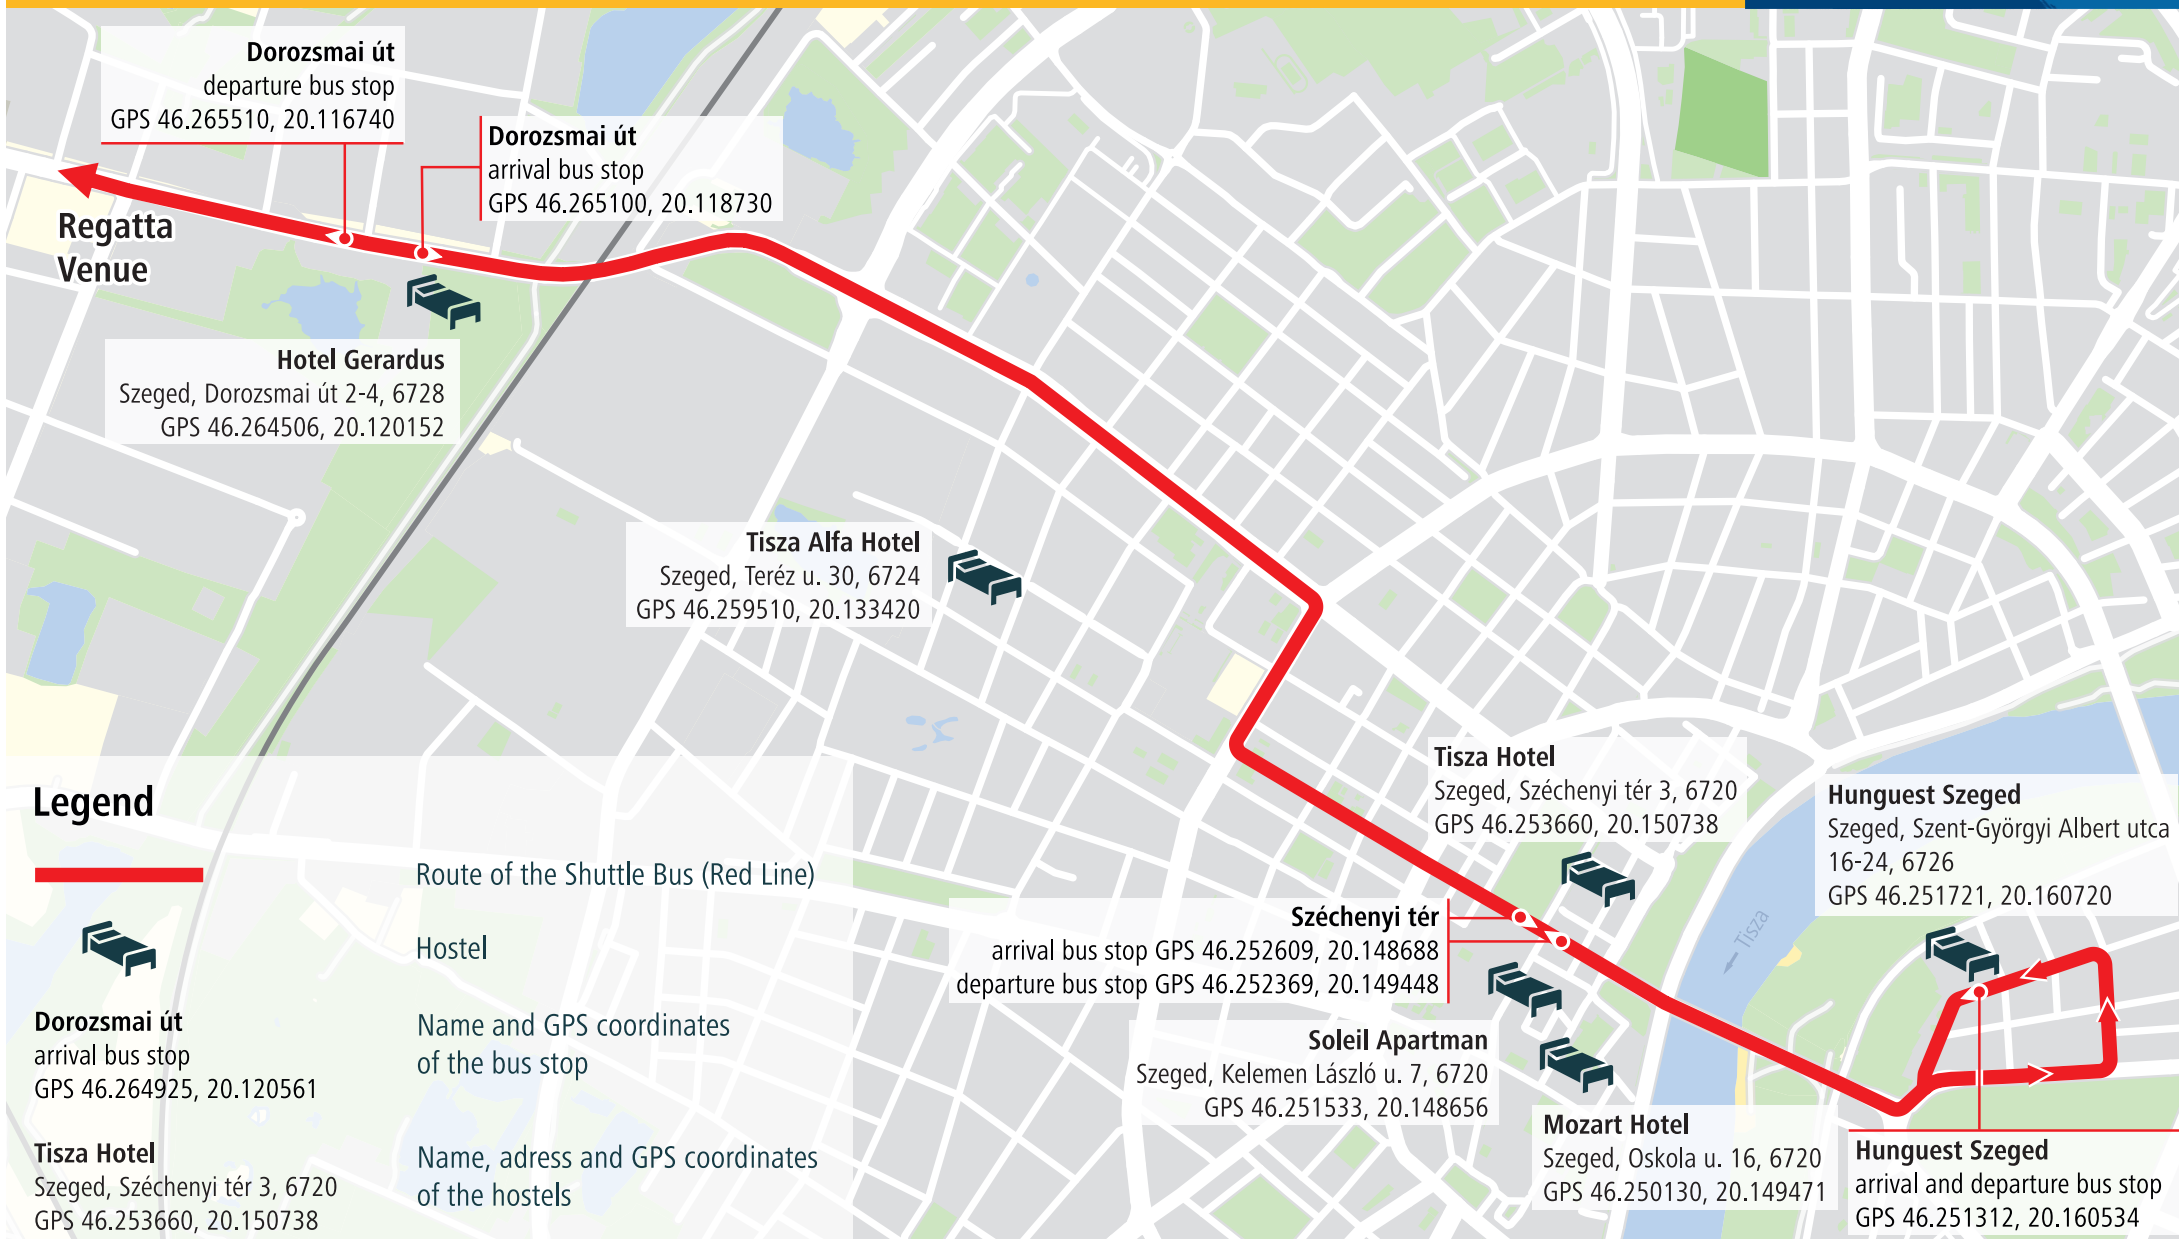 Dorozsmai út
departure bus stop
GPS 46.265510, 20.116740
Dorozsmai út
arrival bus stop
GPS 46.265100, 20.118730
Regatta
Venue
Hotel Gerardus
Szeged, Dorozsmai út 2-4, 6728
GPS 46.264506, 20.120152
Tisza Alfa Hotel
Szeged, Teréz u. 30, 6724
GPS 46.259510, 20.133420
Tisza Hotel
Szeged, Széchenyi tér 3, 6720
GPS 46.253660, 20.150738
Hunguest Szeged
Szeged, Szent-Györgyi Albert utca
16-24, 6726
GPS 46.251721, 20.160720
Széchenyi tér
arrival bus stop GPS 46.252609, 20.148688
departure bus stop GPS 46.252369, 20.149448
Tisza
Soleil Apartman
Szeged, Kelemen László u. 7, 6720
GPS 46.251533, 20.148656
Mozart Hotel
Szeged, Oskola u. 16, 6720
GPS 46.250130, 20.149471
Hunguest Szeged
arrival and departure bus stop
GPS 46.251312, 20.160534
Legend
Route of the Shuttle Bus (Red Line)
Hostel
Dorozsmai út
arrival bus stop
GPS 46.264925, 20.120561
Name and GPS coordinates
of the bus stop
Tisza Hotel
Szeged, Széchenyi tér 3, 6720
GPS 46.253660, 20.150738
Name, adress and GPS coordinates
of the hostels